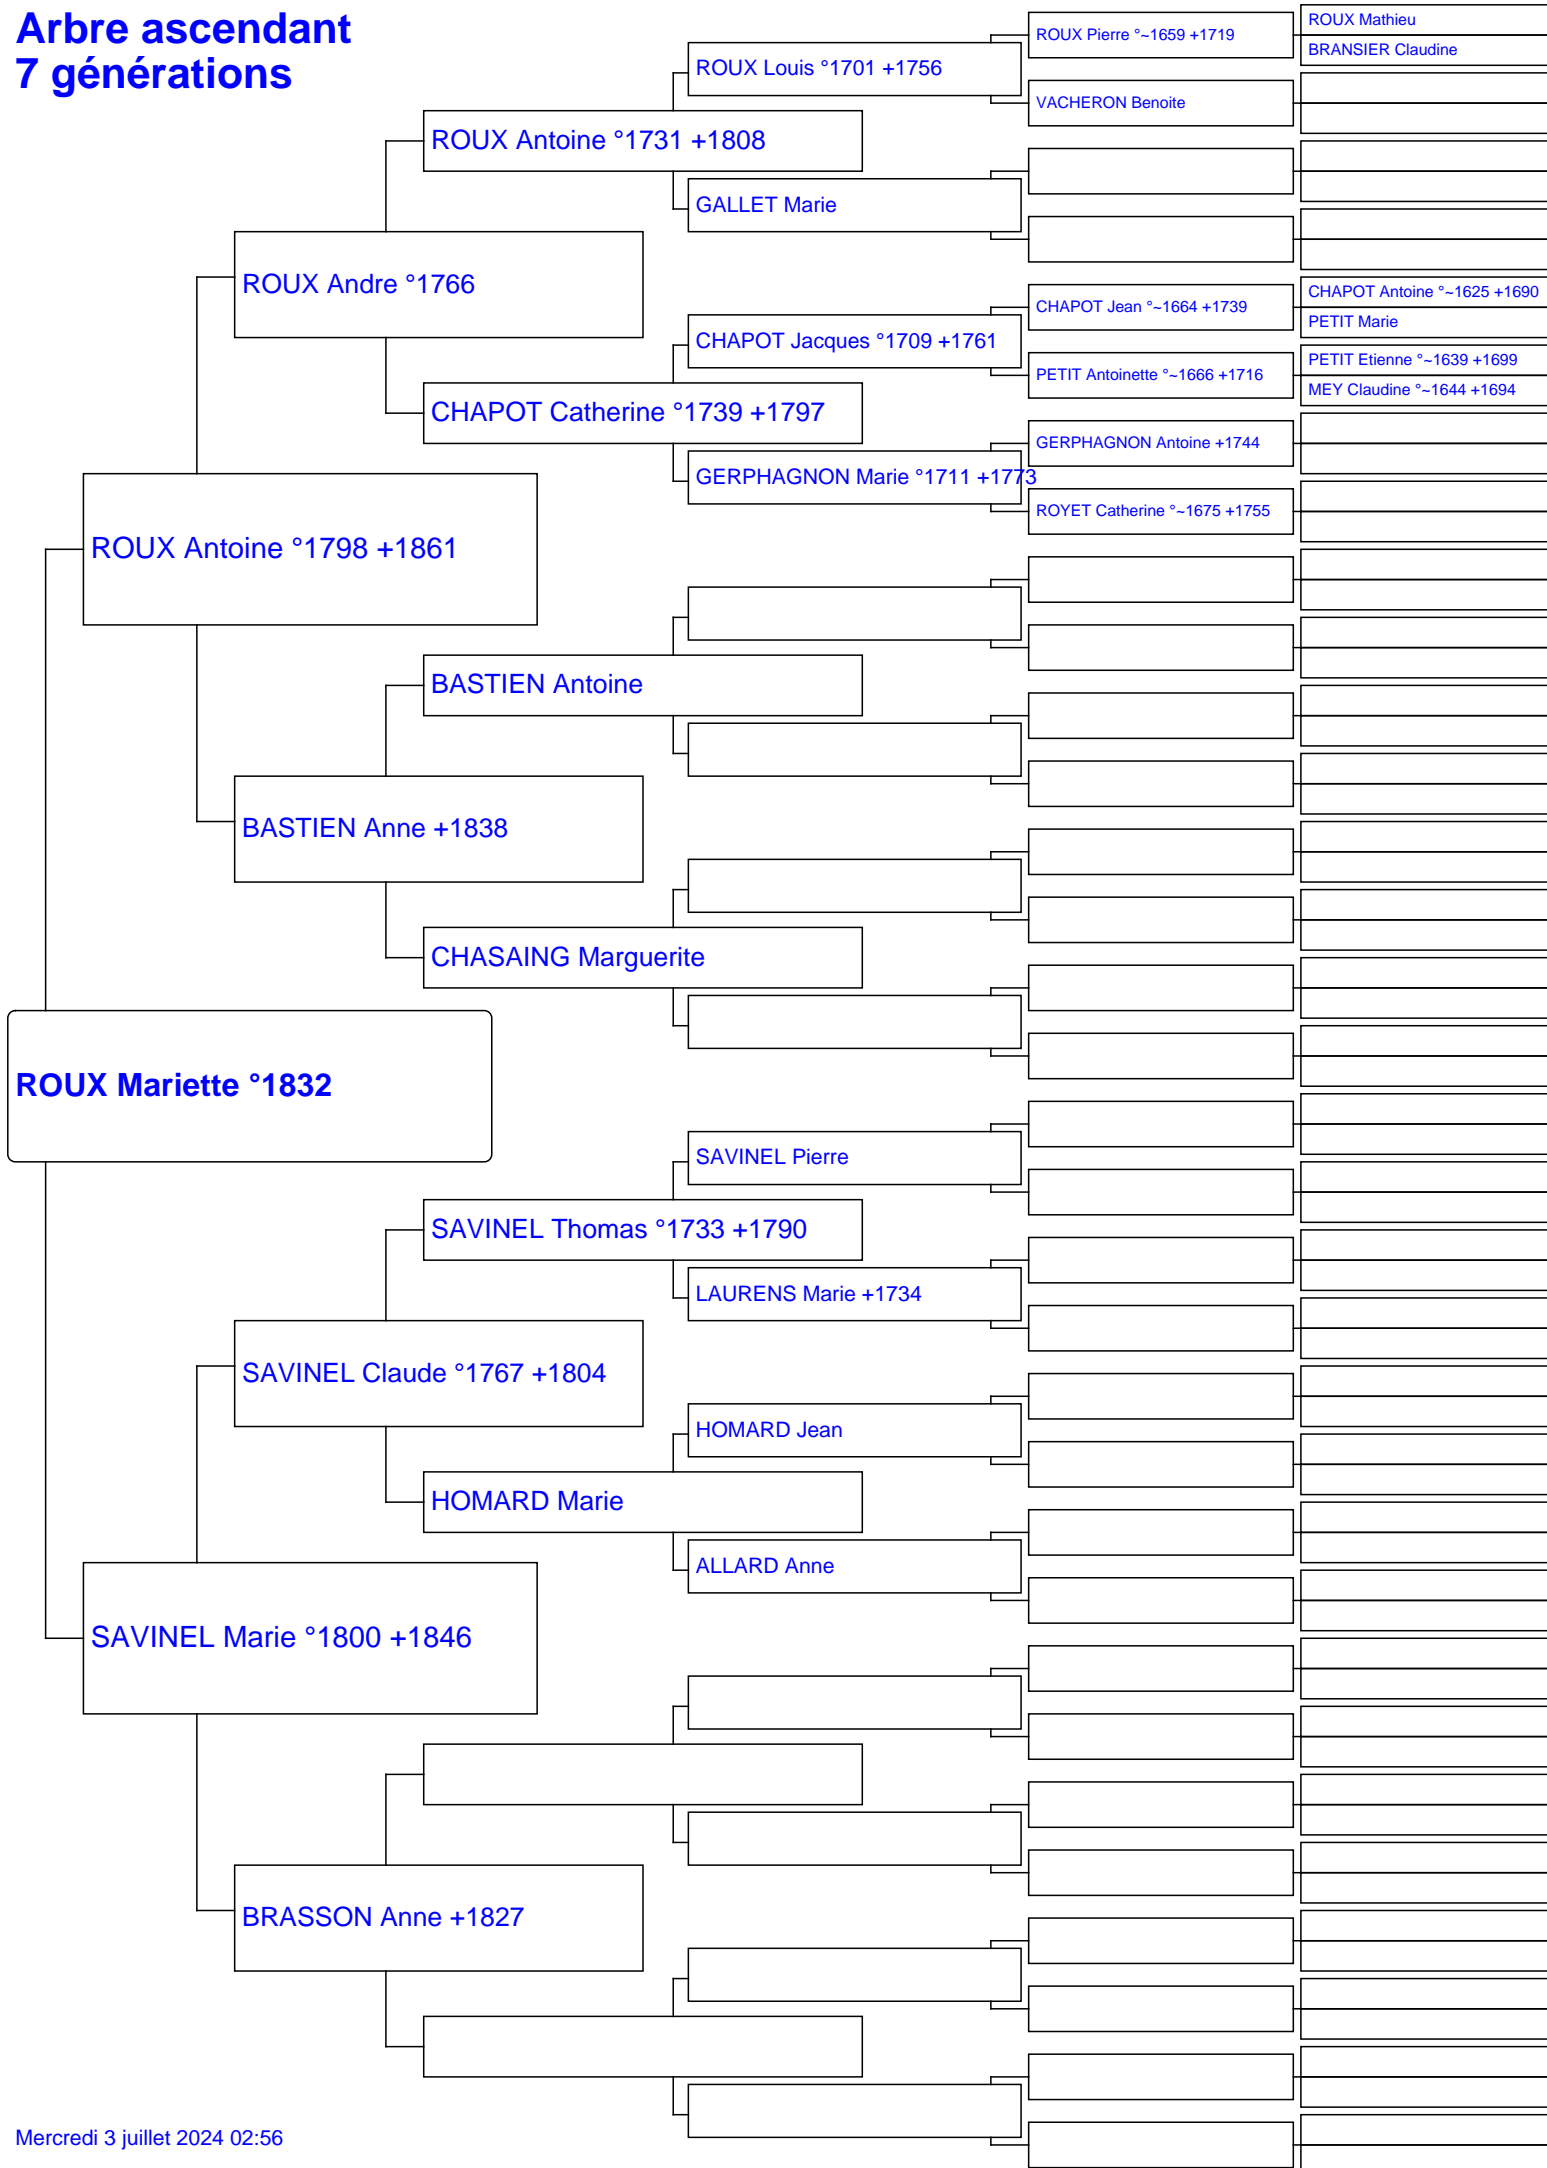 Arbre ascendant
7 générations
ROUX Mathieu
ROUX Pierre °~1659 +1719
BRANSIER Claudine
ROUX Louis °1701 +1756
VACHERON Benoite
ROUX Antoine °1731 +1808
GALLET Marie
ROUX Andre °1766
CHAPOT Antoine °~1625 +1690
CHAPOT Jean °~1664 +1739
PETIT Marie
CHAPOT Jacques °1709 +1761
PETIT Etienne °~1639 +1699
PETIT Antoinette °~1666 +1716
MEY Claudine °~1644 +1694
CHAPOT Catherine °1739 +1797
GERPHAGNON Antoine +1744
GERPHAGNON Marie °1711 +1773
ROYET Catherine °~1675 +1755
ROUX Antoine °1798 +1861
BASTIEN Antoine
BASTIEN Anne +1838
CHASAING Marguerite
ROUX Mariette °1832
SAVINEL Pierre
SAVINEL Thomas °1733 +1790
LAURENS Marie +1734
SAVINEL Claude °1767 +1804
HOMARD Jean
HOMARD Marie
ALLARD Anne
SAVINEL Marie °1800 +1846
BRASSON Anne +1827
Mercredi 3 juillet 2024 02:56